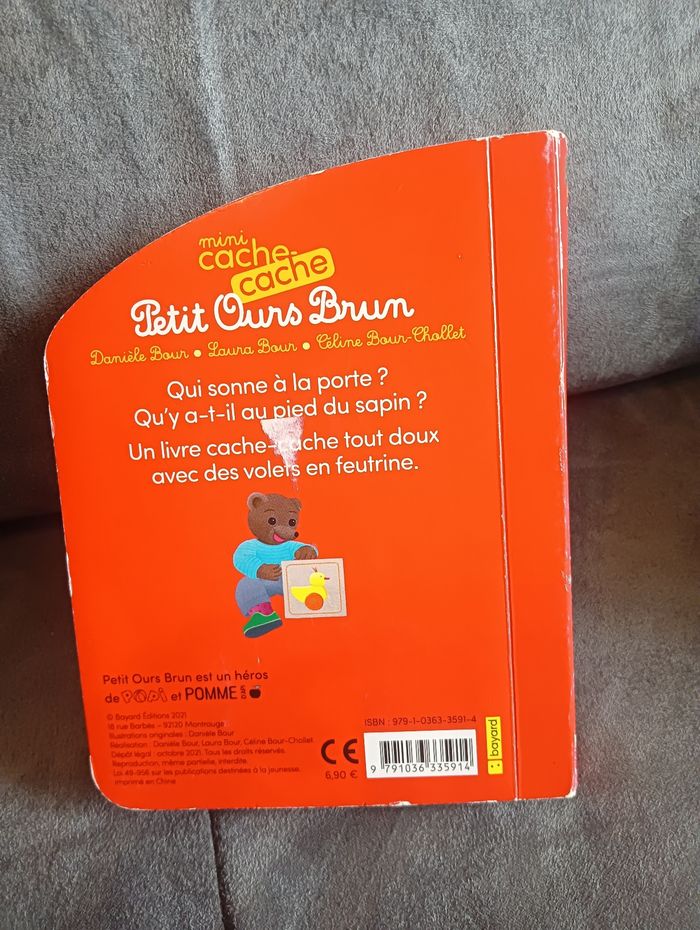 mini
cache-
cache
Petit Ours Brun
Danièle Bour • Laura Bour • Céline Bour-Chollet
Qui sonne à la porte ?
Qu'y a-t-il au pied du sapin ?
Un livre cache-cache tout doux
avec des volets en feutrine.
Petit Ours Brun est un héros
de POPI et POMME d'api
© Bayard Éditions 2021
18 rue Barbès – 92120 Montrouge
Illustrations originales : Danièle Bour
Réalisation : Danièle Bour, Laura Bour, Céline Bour-Chollet.
Dépôt légal : octobre 2021. Tous les droits réservés.
Reproduction, même partielle, interdite.
Loi 49-956 sur les publications destinées à la jeunesse.
Imprimé en Chine
CE
6,90 €
ISBN : 979-1-0363-3591-4
9 791036 335914
bayard